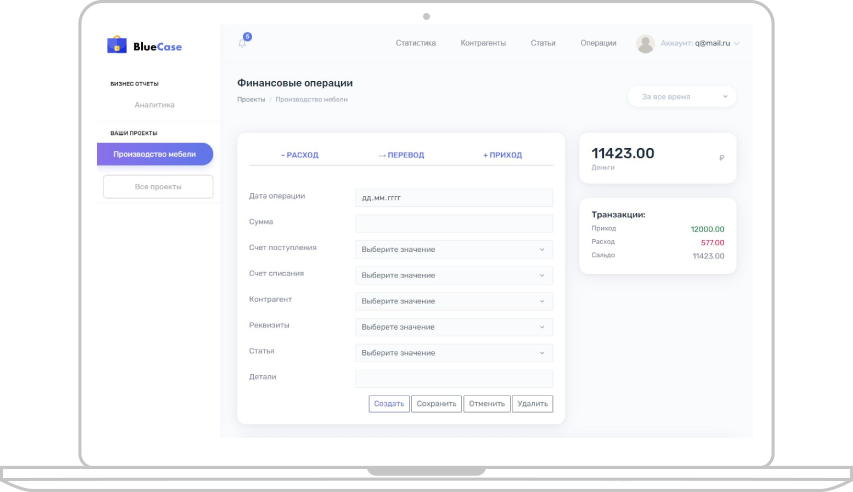 BlueCase
5
Статистика
Контрагенты
Статьи
Операции
Аккаунт: q@mail.ru
БИЗНЕС ОТЧЕТЫ
Аналитика
ВАШИ ПРОЕКТЫ
Производство мебели
Все проекты
Финансовые операции
Проекты / Производство мебели
За все время
- РАСХОД
→ ПЕРЕВОД
+ ПРИХОД
Дата операции
дд.мм.гггг
Сумма
Счет поступления
Выберите значение
Счет списания
Выберите значение
Контрагент
Выберите значение
Реквизиты
Выберете значение
Статья
Выберите значение
Детали
Создать
Сохранить
Отменить
Удалить
11423.00
₽
Деньги
Транзакции:
Приход 12000.00
Расход 577.00
Сальдо 11423.00